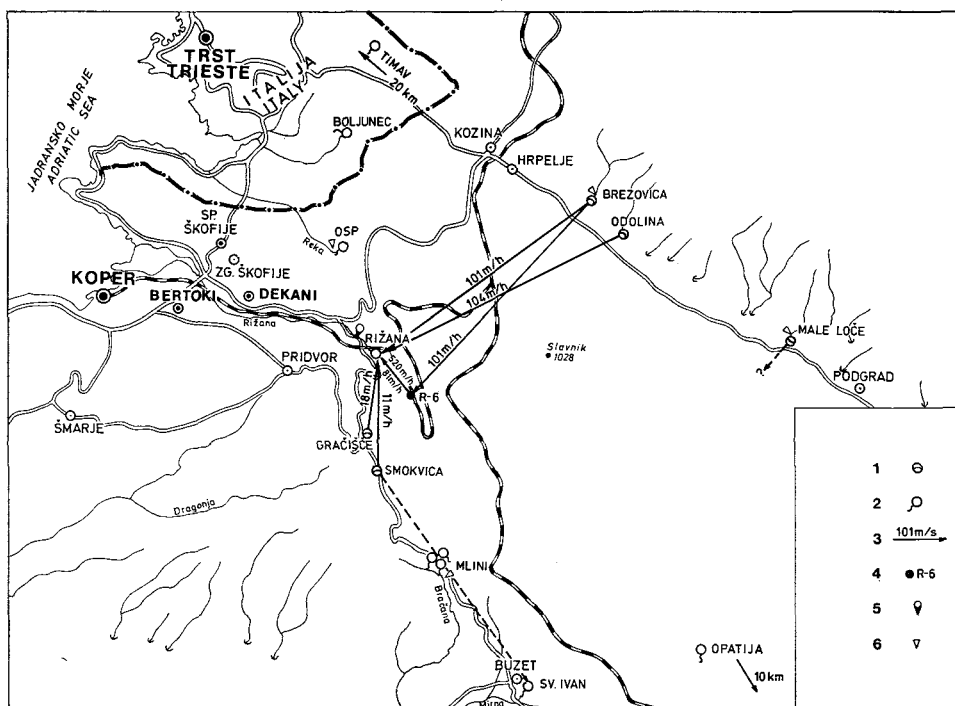 TRST
TRIESTE
ITALIJA
ITALY
TIMAV
20 km
JADRANSKO MORJE
ADRIATIC SEA
BOLJUNEC
KOZINA
HRPELJE
BREZOVICA
ODOLINA
SP.
ŠKOFIJE
Reka
OSP
ZG. ŠKOFIJE
KOPER
BERTOKI
DEKANI
Rižana
RIŽANA
101m/h
104m/h
101m/h
520m/h
81m/h
R-6
Slavnik
1028
MALE LOČE
?
PODGRAD
PRIDVOR
18m/h
11m/h
ŠMARJE
GRAČIŠČE
SMOKVICA
Dragonja
MLINI
Bračana
BUZET
SV. IVAN
Mirna
OPATIJA
10 km
1
2
3 101m/s
4 R-6
5
6